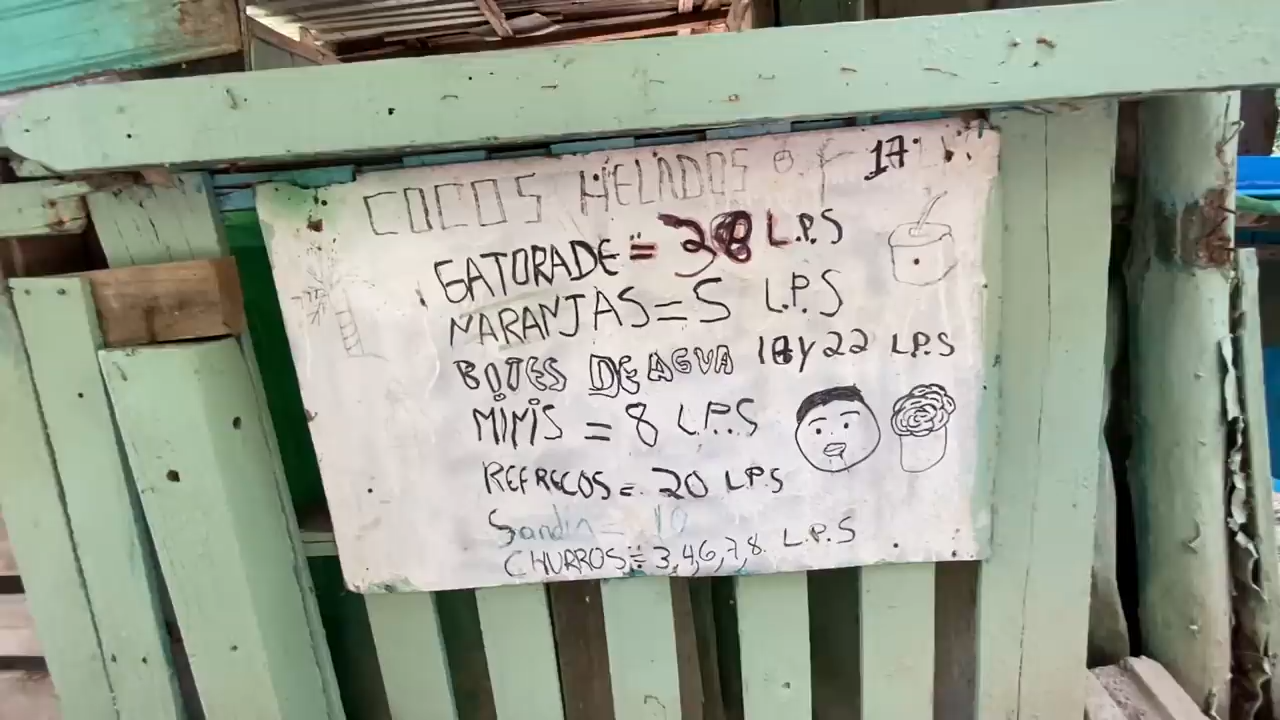 COCOS HELADOS 17
GATORADE = 38 L.P.S
NARANJAS = 5 L.P.S
BOTES DE AGUA Y 22 L.P.S
MIMIS = 8 L.P.S
REFRECOS = 20 L.P.S
Sandin = 10
CHURROS = 3,4,6,7,8. L.P.S